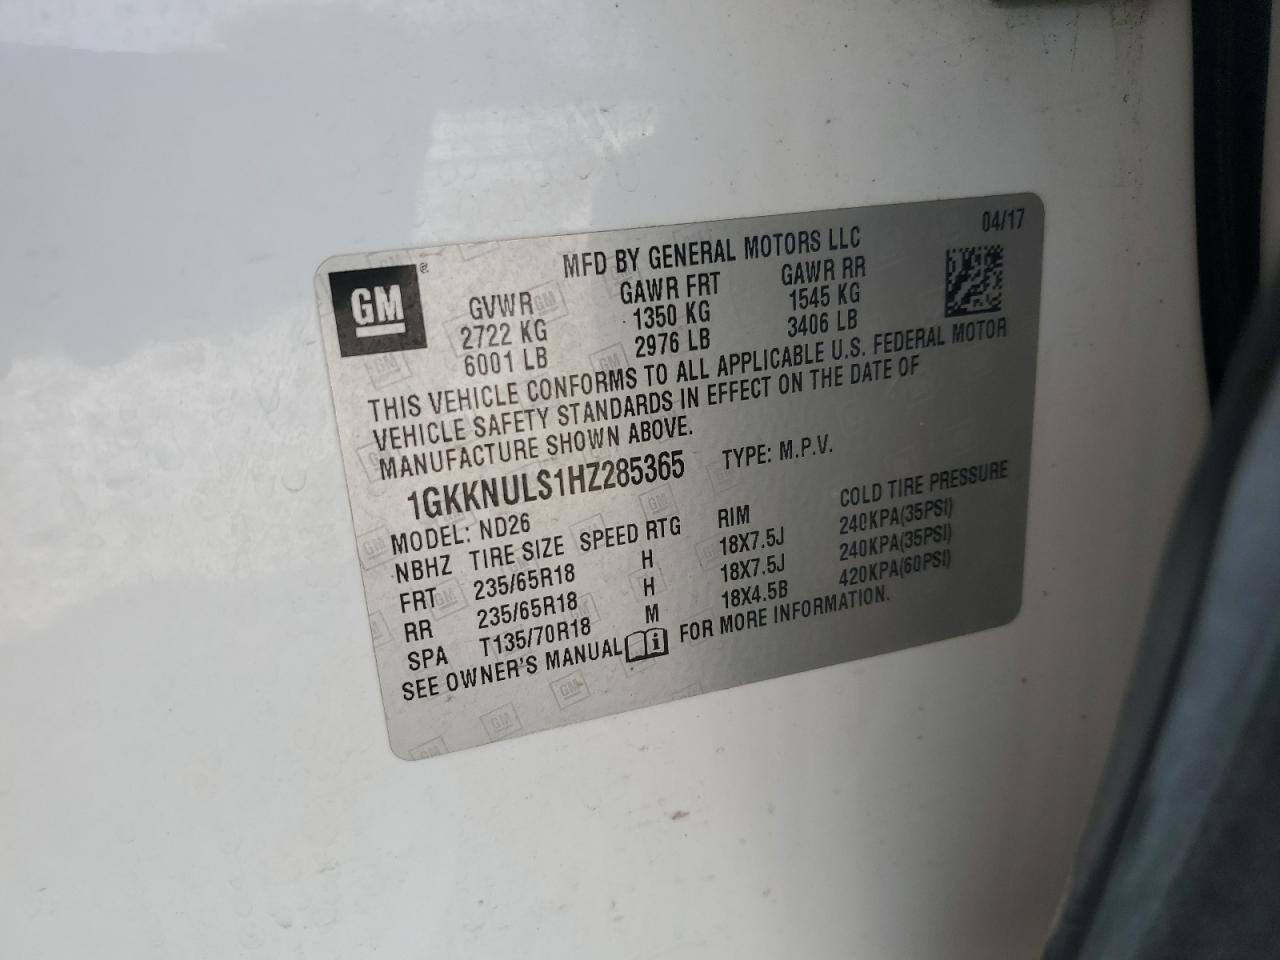 MFD BY GENERAL MOTORS LLC 04/17
GM®
GVWR GAWR FRT GAWR RR
2722 KG 1350 KG 1545 KG
6001 LB 2976 LB 3406 LB
THIS VEHICLE CONFORMS TO ALL APPLICABLE U.S. FEDERAL MOTOR
VEHICLE SAFETY STANDARDS IN EFFECT ON THE DATE OF
MANUFACTURE SHOWN ABOVE.
1GKKNULS1HZ285365 TYPE: M.P.V.
MODEL: ND26
NBHZ TIRE SIZE SPEED RTG RIM COLD TIRE PRESSURE
FRT 235/65R18 H 18X7.5J 240KPA(35PSI)
RR 235/65R18 H 18X7.5J 240KPA(35PSI)
SPA T135/70R18 M 18X4.5B 420KPA(60PSI)
SEE OWNER'S MANUAL FOR MORE INFORMATION.